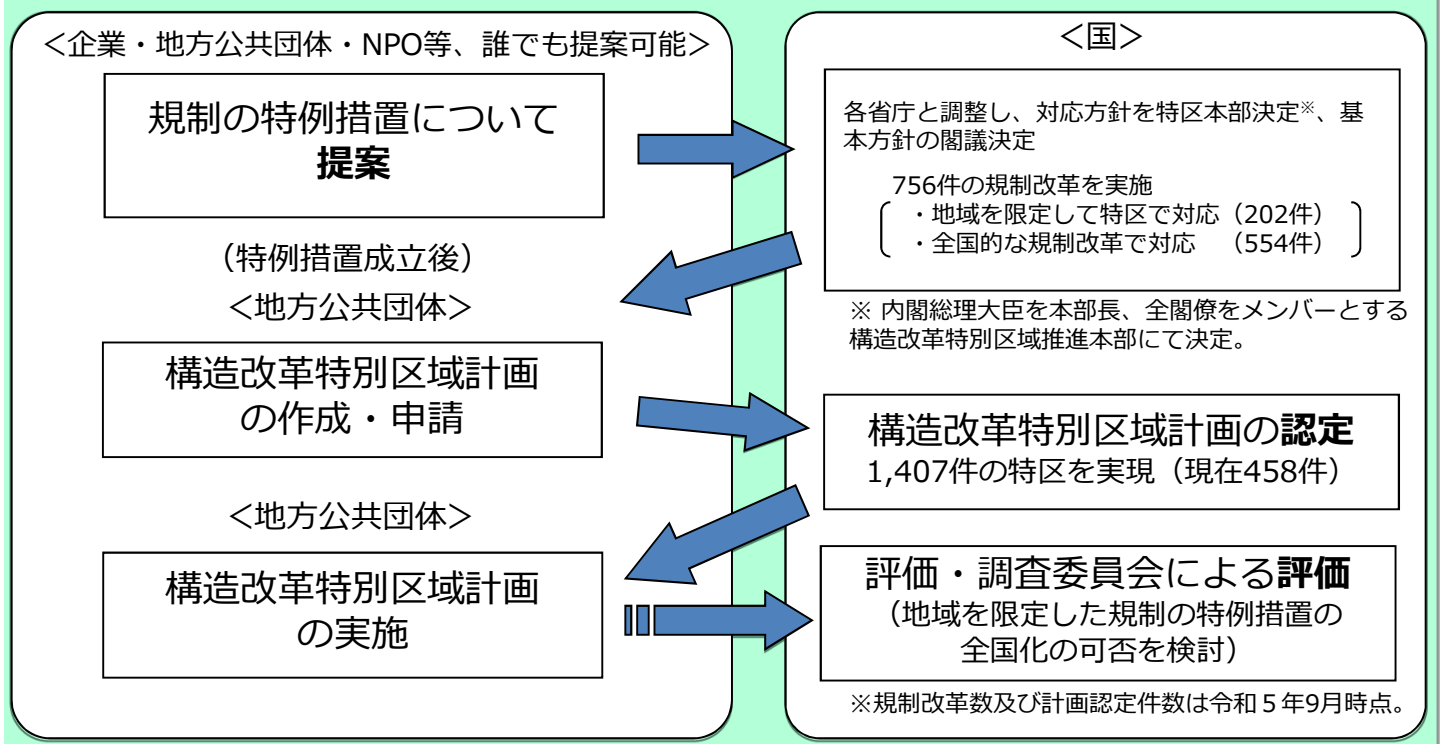 ＜企業・地方公共団体・NPO等、誰でも提案可能＞
規制の特例措置について
提案
（特例措置成立後）
＜地方公共団体＞
構造改革特別区域計画
の作成・申請
＜地方公共団体＞
構造改革特別区域計画
の実施
＜国＞
各省庁と調整し、対応方針を特区本部決定※、基
本方針の閣議決定
756件の規制改革を実施
・地域を限定して特区で対応（202件）
・全国的な規制改革で対応　（554件）
※ 内閣総理大臣を本部長、全閣僚をメンバーとする
構造改革特別区域推進本部にて決定。
構造改革特別区域計画の認定
1,407件の特区を実現（現在458件）
評価・調査委員会による評価
（地域を限定した規制の特例措置の
全国化の可否を検討）
※規制改革数及び計画認定件数は令和５年9月時点。